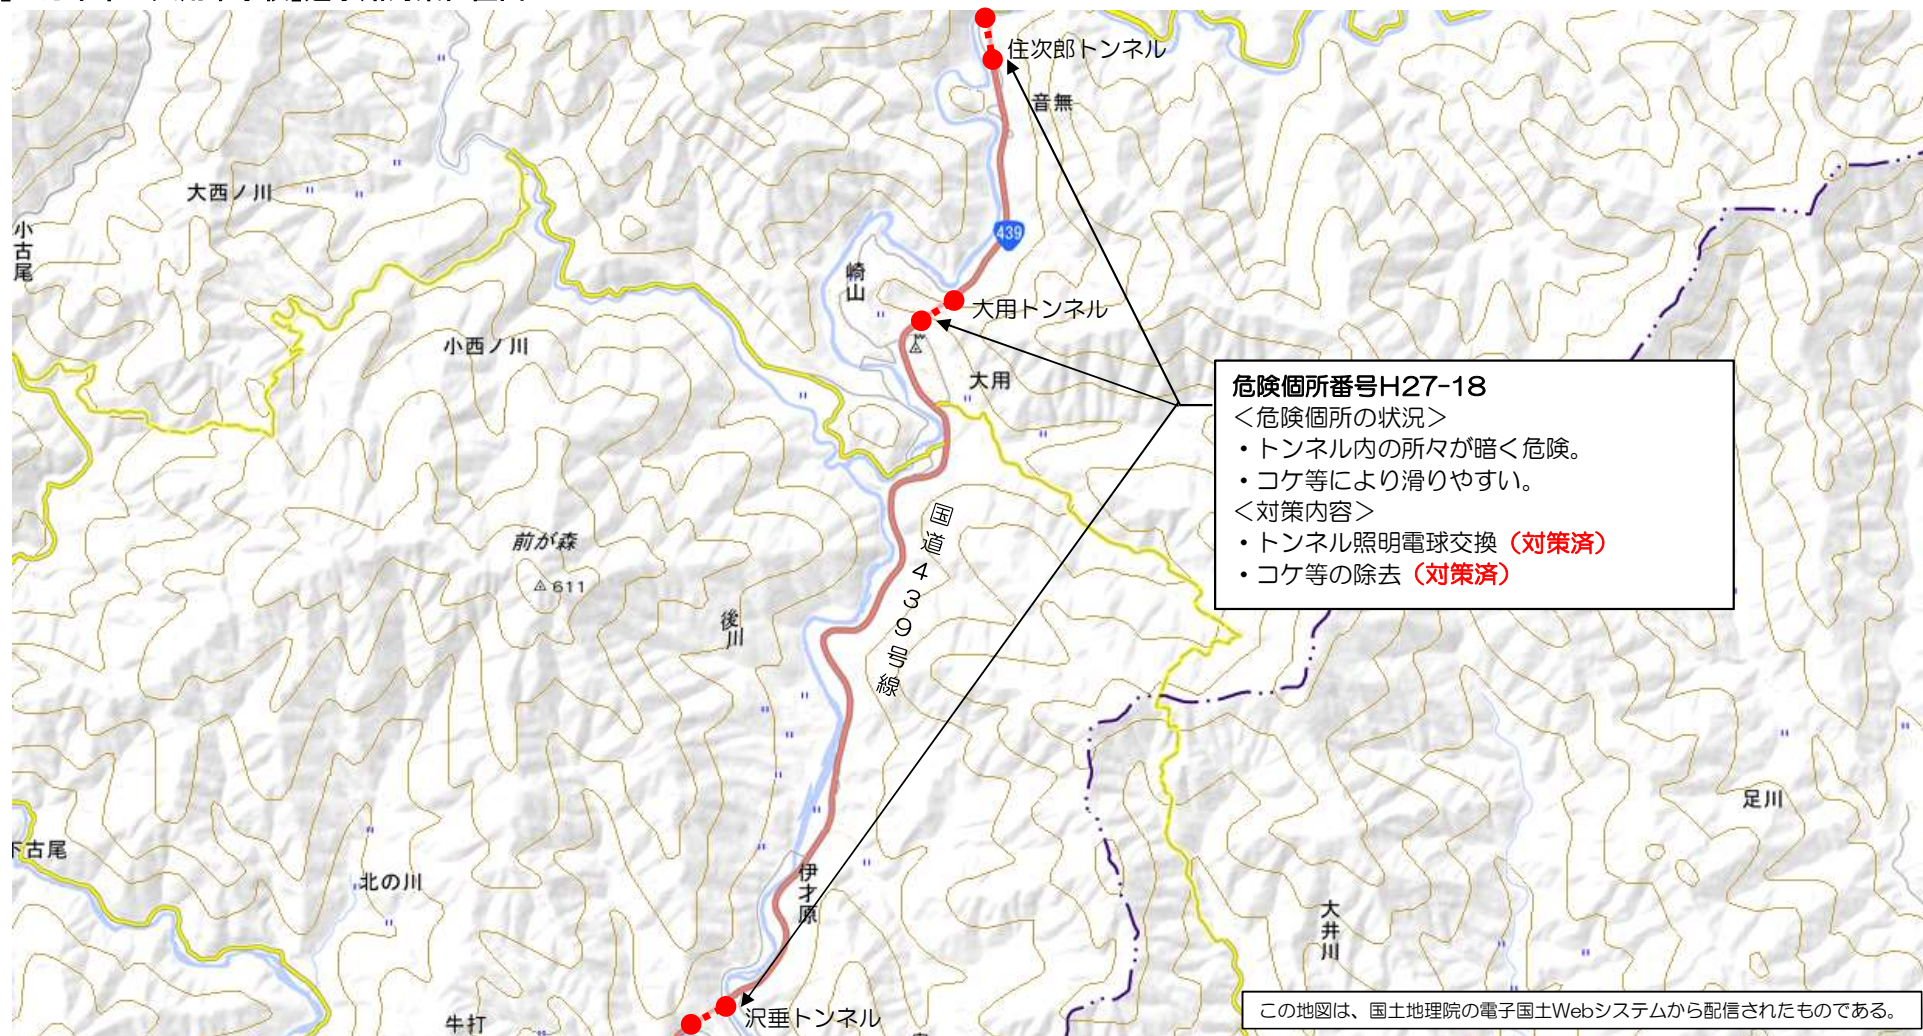 住次郎トンネル
音無
大西ノ川
小古尾
439
崎山
大用トンネル
小西ノ川
大用
危険個所番号H27-18
＜危険個所の状況＞
・トンネル内の所々が暗く危険。
・コケ等により滑りやすい。
＜対策内容＞
・トンネル照明電球交換（対策済）
・コケ等の除去（対策済）
国道439号線
前が森
611
後川
足川
下古尾
北の川
伊才原
大井川
牛打
沢垂トンネル
この地図は、国土地理院の電子国土Webシステムから配信されたものである。